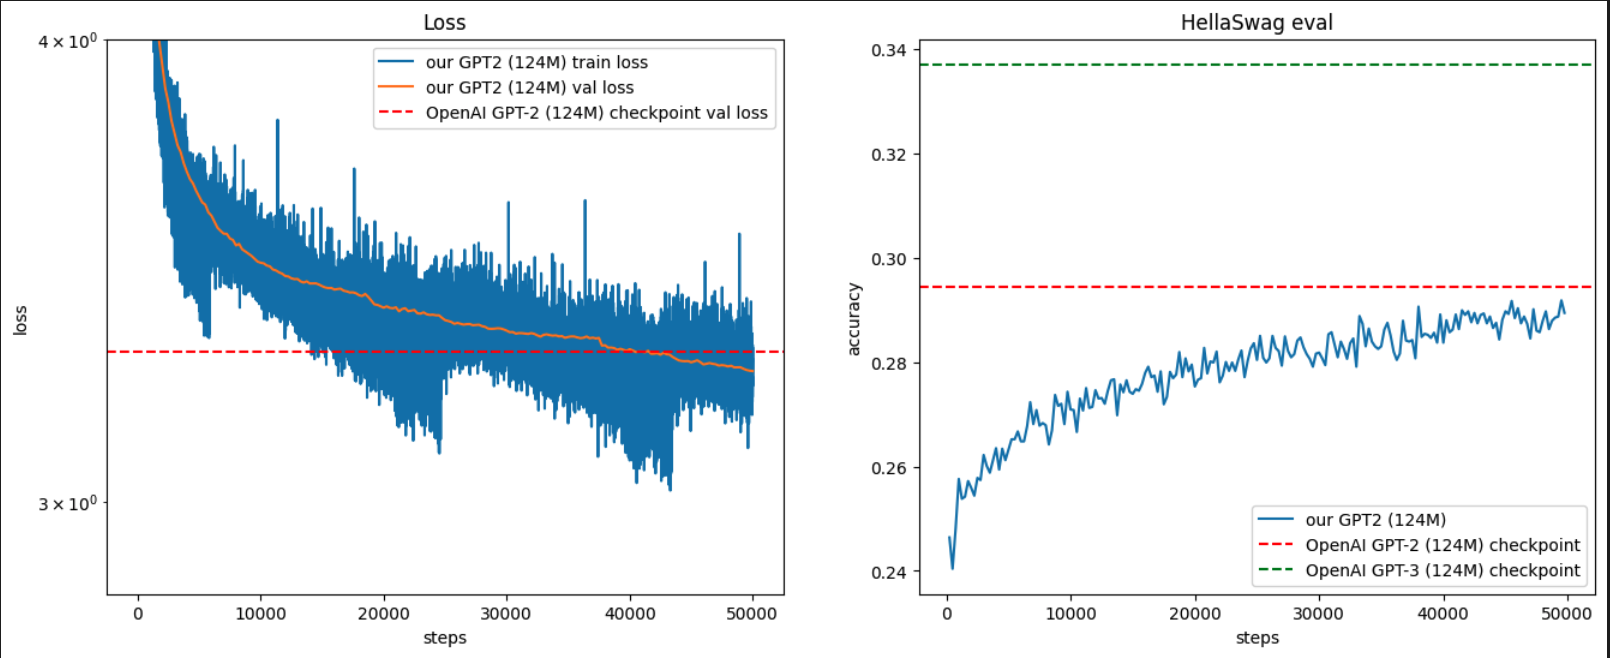 Loss
4 × 10⁰
3 × 10⁰
loss
our GPT2 (124M) train loss
our GPT2 (124M) val loss
OpenAI GPT-2 (124M) checkpoint val loss
0 10000 20000 30000 40000 50000
steps
HellaSwag eval
0.34
0.32
0.30
0.28
0.26
0.24
accuracy
our GPT2 (124M)
OpenAI GPT-2 (124M) checkpoint
OpenAI GPT-3 (124M) checkpoint
0 10000 20000 30000 40000 50000
steps